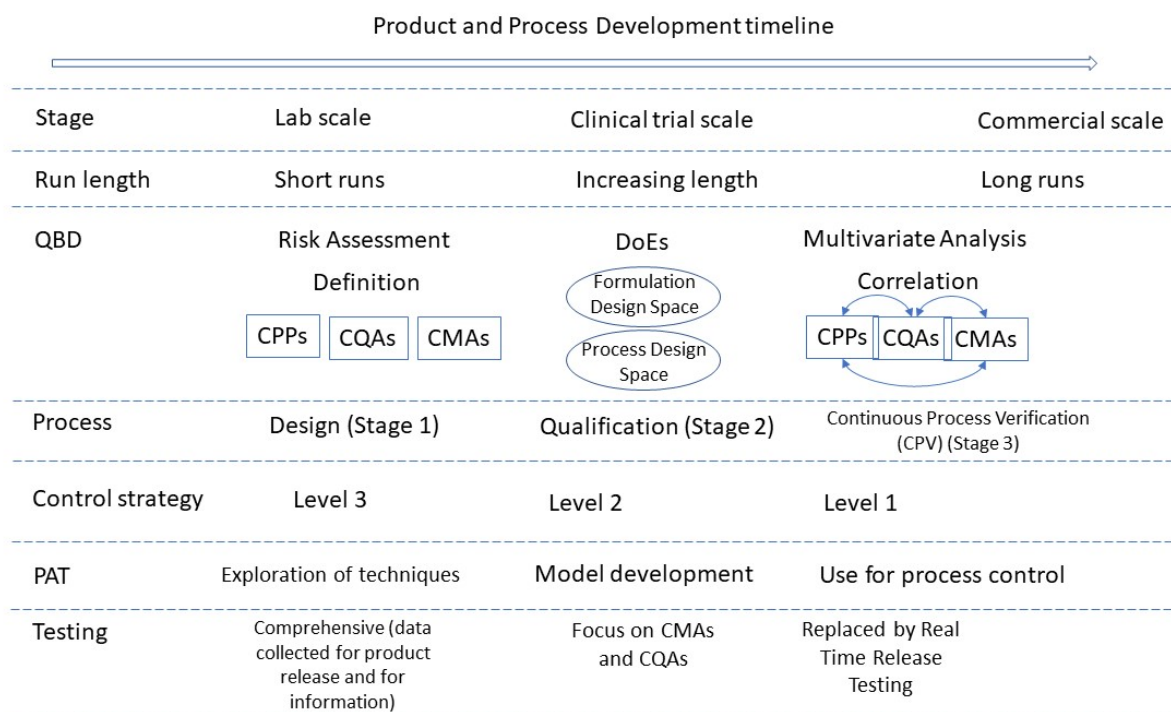 Product and Process Development timeline
Stage
Lab scale
Clinical trial scale
Commercial scale
Run length
Short runs
Increasing length
Long runs
QBD
Risk Assessment
Definition
CPPs
CQAs
CMAs
DoEs
Formulation
Design Space
Process Design
Space
Multivariate Analysis
Correlation
CPPs
CQAs
CMAs
Process
Design (Stage 1)
Qualification (Stage 2)
Continuous Process Verification
(CPV) (Stage 3)
Control strategy
Level 3
Level 2
Level 1
PAT
Exploration of techniques
Model development
Use for process control
Testing
Comprehensive (data
collected for product
release and for
information)
Focus on CMAs
and CQAs
Replaced by Real
Time Release
Testing